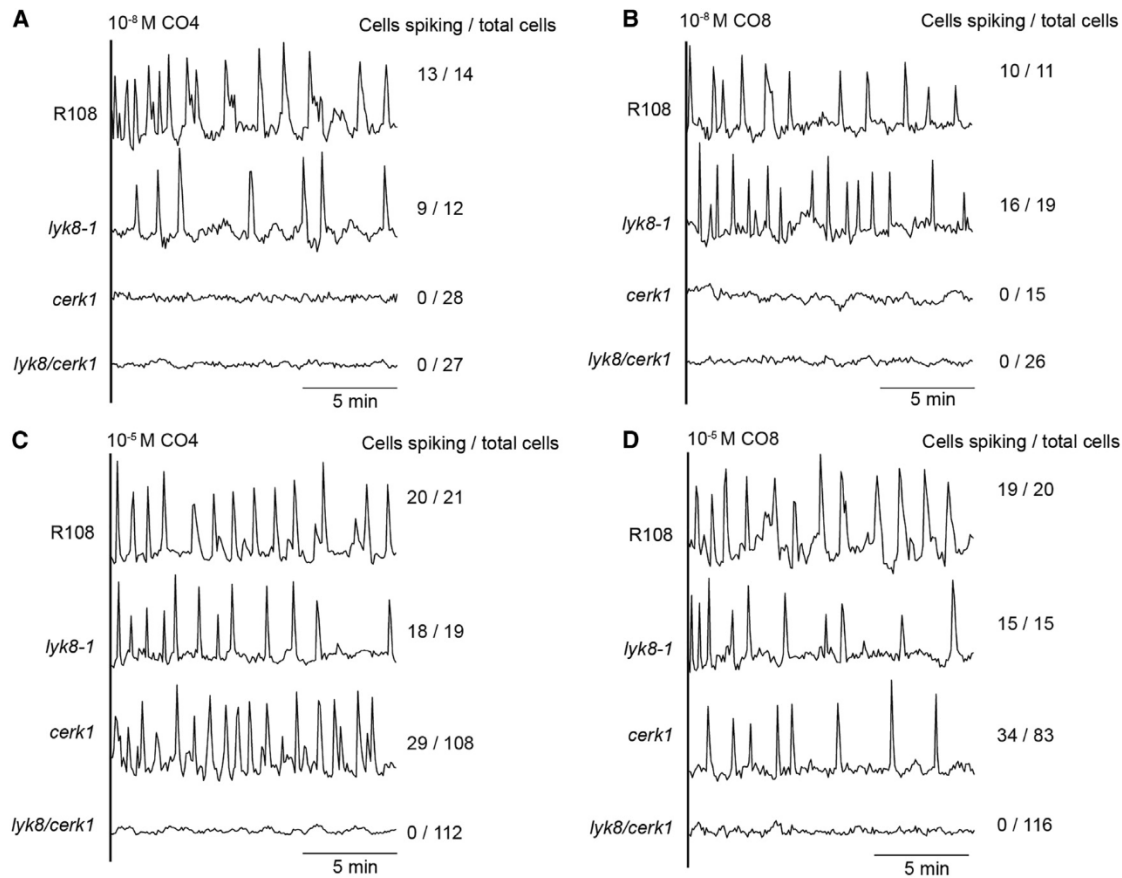 A
10⁻⁸ M CO4
Cells spiking / total cells
R108
13 / 14
lyk8-1
9 / 12
cerk1
0 / 28
lyk8/cerk1
0 / 27
5 min
B
10⁻⁸ M CO8
Cells spiking / total cells
R108
10 / 11
lyk8-1
16 / 19
cerk1
0 / 15
lyk8/cerk1
0 / 26
5 min
C
10⁻⁵ M CO4
Cells spiking / total cells
R108
20 / 21
lyk8-1
18 / 19
cerk1
29 / 108
lyk8/cerk1
0 / 112
5 min
D
10⁻⁵ M CO8
Cells spiking / total cells
R108
19 / 20
lyk8-1
15 / 15
cerk1
34 / 83
lyk8/cerk1
0 / 116
5 min